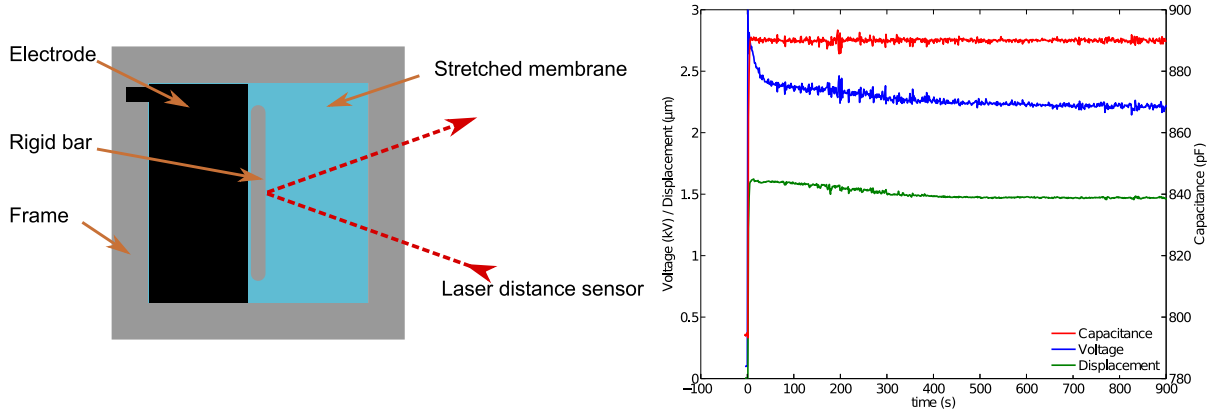 Electrode
Stretched membrane
Rigid bar
Frame
Laser distance sensor
Voltage (kV) / Displacement (µm)
3
2.5
2
1.5
1
0.5
0
900
880
860
840
820
800
780
Capacitance (pF)
Capacitance
Voltage
Displacement
−100 0 100 200 300 400 500 600 700 800 900
time (s)